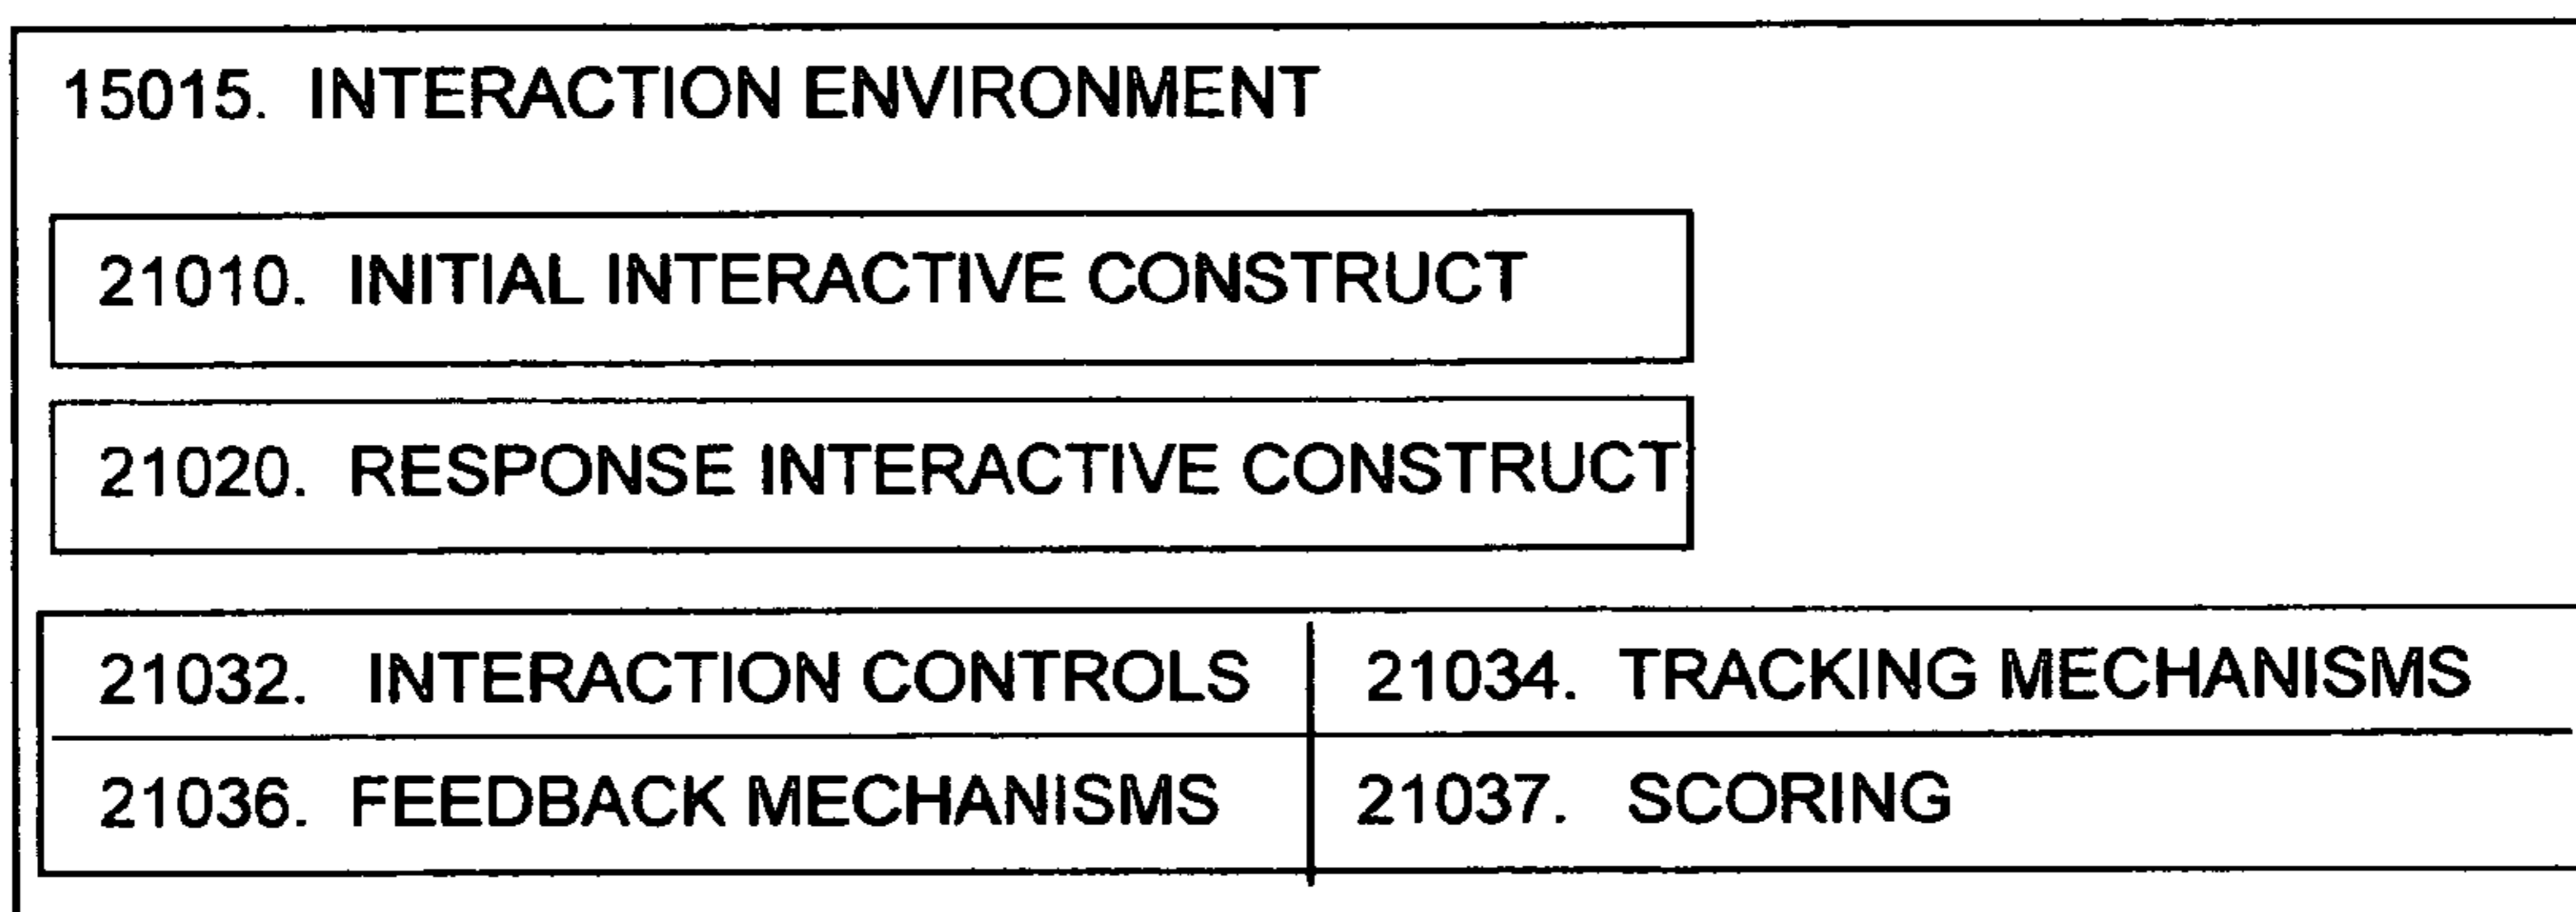 15015. INTERACTION ENVIRONMENT
21010. INITIAL INTERACTIVE CONSTRUCT
21020. RESPONSE INTERACTIVE CONSTRUCT
21032. INTERACTION CONTROLS
21034. TRACKING MECHANISMS
21036. FEEDBACK MECHANISMS
21037. SCORING